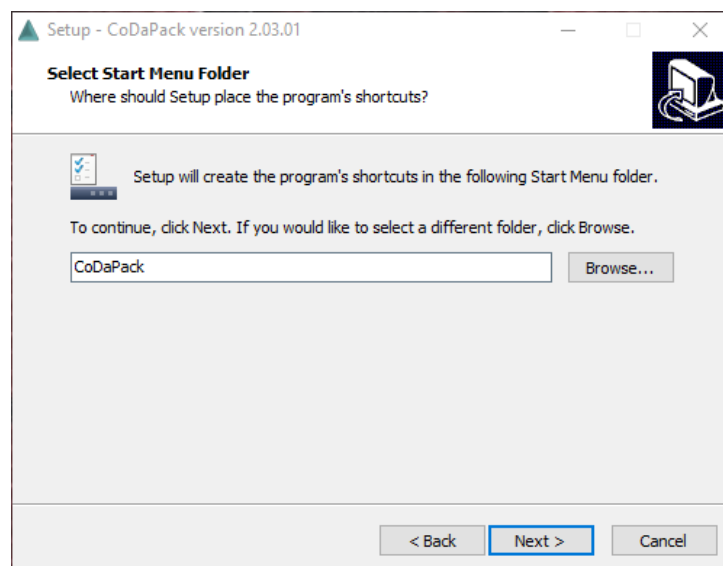 Setup - CoDaPack version 2.03.01
Select Start Menu Folder
Where should Setup place the program's shortcuts?
Setup will create the program's shortcuts in the following Start Menu folder.
To continue, click Next. If you would like to select a different folder, click Browse.
CoDaPack
Browse...
< Back
Next >
Cancel